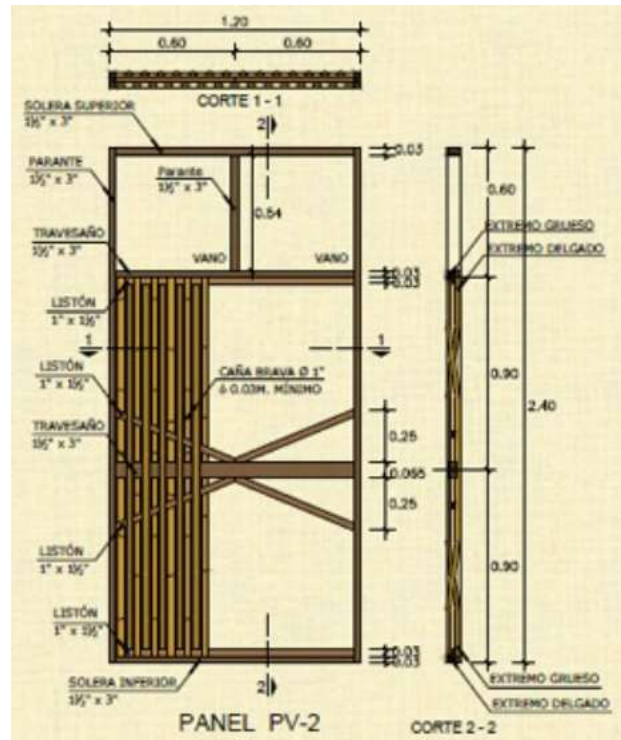 1.20
0.60 0.60
CORTE 1 - 1
SOLERA SUPERIOR
1½" x 3"
2
0.03
PARANTE
1½" x 3"
Parante
1½" x 3"
0.60
0.54
TRAVESAÑO
1½" x 3"
VANO VANO
EXTREMO GRUESO
EXTREMO DELGADO
0.03
0.03
LISTÓN
1" x 1½"
1 1
LISTÓN
1" x 1½"
CAÑA BRAVA Ø 1"
ó 0.03M. MÍNIMO
0.90
2.40
TRAVESAÑO
1½" x 3"
0.25
0.065
0.25
LISTÓN
1" x 1½"
0.90
LISTÓN
1" x 1½"
0.03
0.03
SOLERA INFERIOR
1½" x 3"
2
EXTREMO GRUESO
EXTREMO DELGADO
PANEL PV-2
CORTE 2 - 2